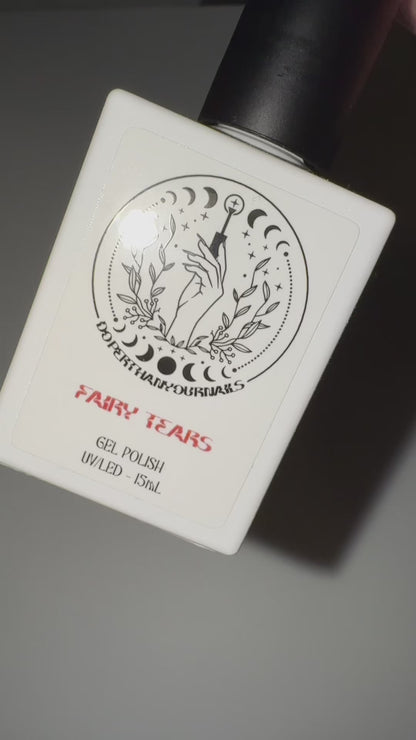 DOPERTHANYOURNAILS
FAIRY TEARS
GEL POLISH
UV/LED - 15mL